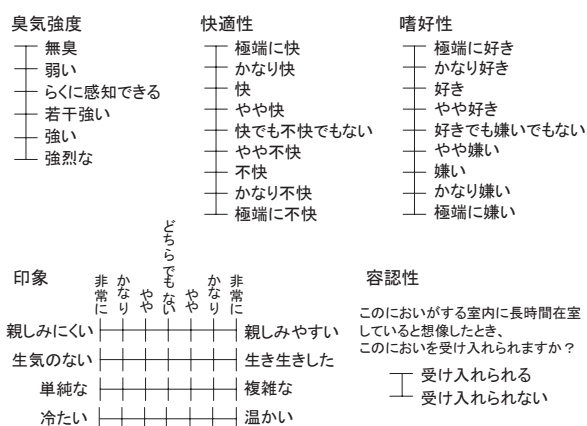 臭気強度
無臭
弱い
らくに感知できる
若干強い
強い
強烈な
快適性
極端に快
かなり快
快
やや快
快でも不快でもない
やや不快
不快
かなり不快
極端に不快
嗜好性
極端に好き
かなり好き
好き
やや好き
好きでも嫌いでもない
やや嫌い
嫌い
かなり嫌い
極端に嫌い
印象
非常に
かなり
やや
どちらでもない
やや
かなり
非常に
親しみにくい 親しみやすい
生気のない 生き生きした
単純な 複雑な
冷たい 温かい
容認性
このにおいがする室内に長時間在室
していると想像したとき、
このにおいを受け入れられますか？
受け入れられる
受け入れられない